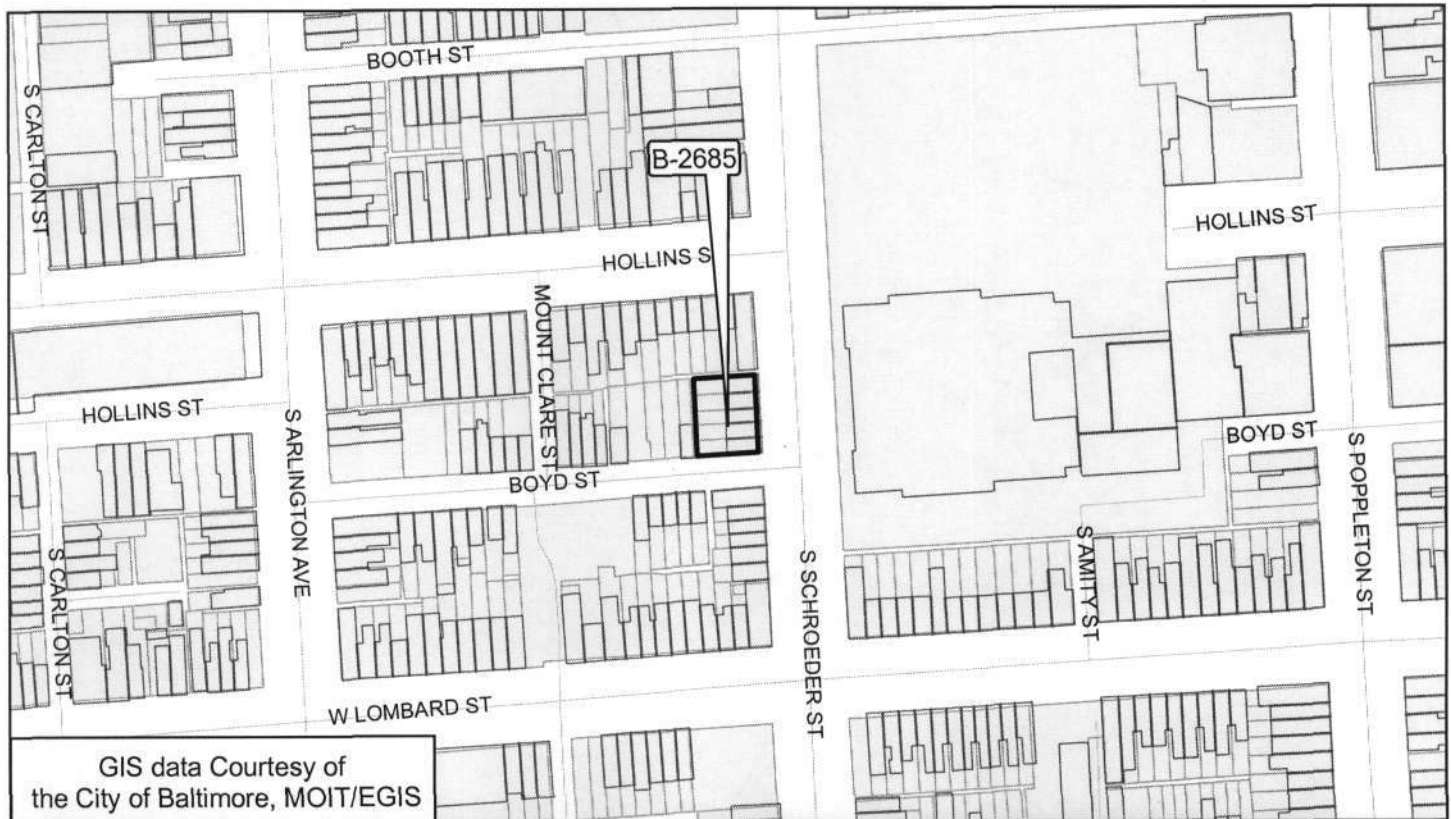 BOOTH ST
S CARLTON ST
B-2685
HOLLINS ST
HOLLINS S
MOUNT CLARE ST
HOLLINS ST
S ARLINGTON AVE
BOYD ST
BOYD ST
S POPPLETON ST
S CARLTON ST
S SCHROEDER ST
S AMITY ST
W LOMBARD ST
GIS data Courtesy of
the City of Baltimore, MOIT/EGIS